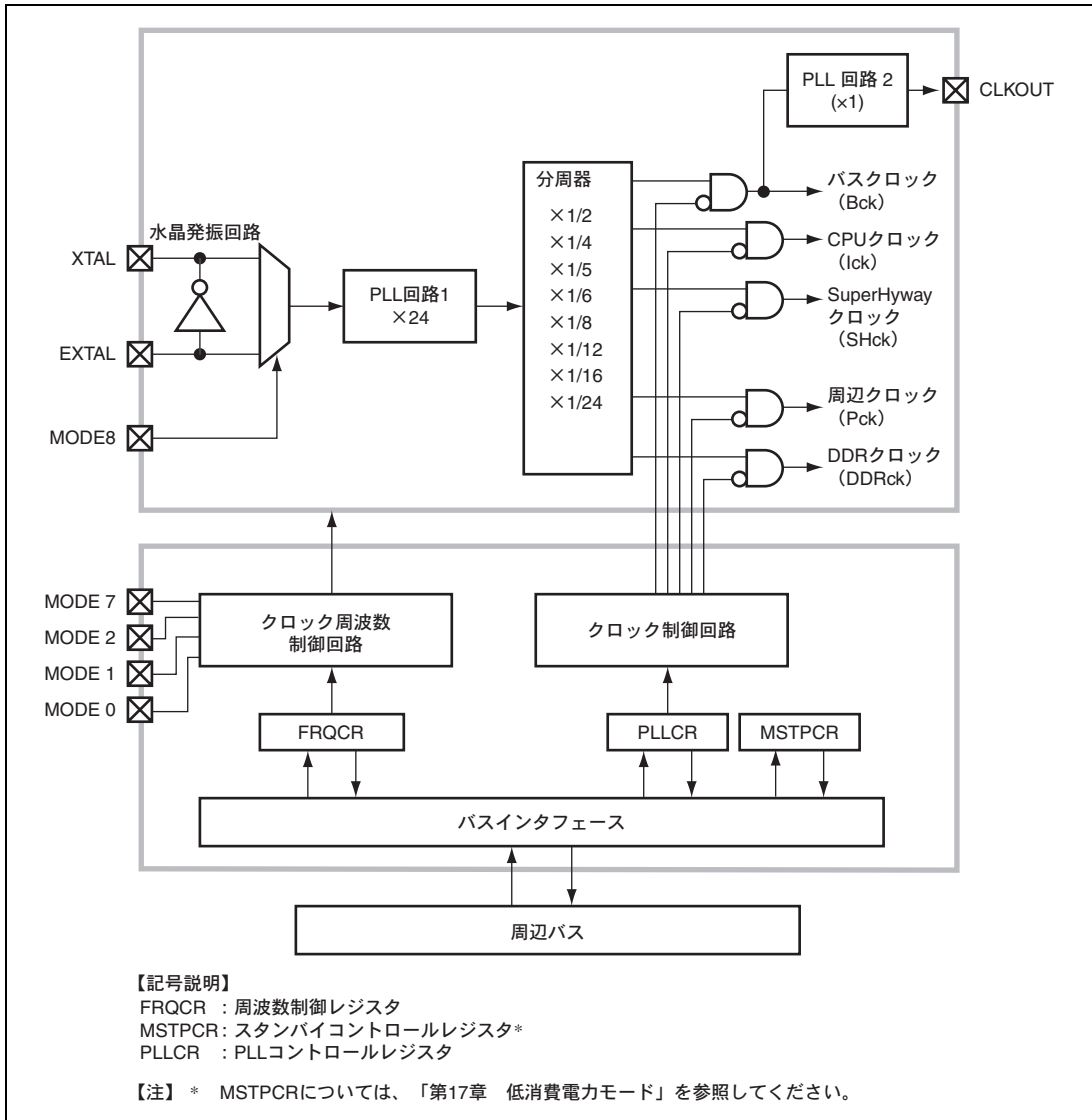 PLL 回路 2
(×1)
CLKOUT
分周器
×1/2
×1/4
×1/5
×1/6
×1/8
×1/12
×1/16
×1/24
バスクロック
(Bck)
CPUクロック
(Ick)
SuperHyway
クロック
(SHck)
周辺クロック
(Pck)
DDRクロック
(DDRck)
水晶発振回路
XTAL
EXTAL
MODE8
PLL回路1
×24
MODE 7
MODE 2
MODE 1
MODE 0
クロック周波数
制御回路
クロック制御回路
FRQCR
PLLCR
MSTPCR
バスインタフェース
周辺バス
【記号説明】
FRQCR : 周波数制御レジスタ
MSTPCR : スタンバイコントロールレジスタ*
PLLCR : PLLコントロールレジスタ
【注】 * MSTPCRについては、「第17章 低消費電力モード」を参照してください。